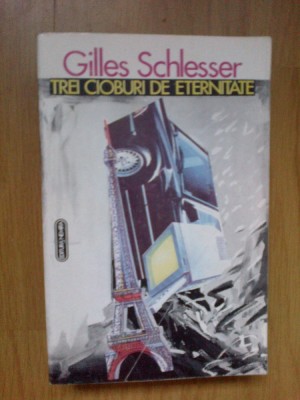 Gilles Schlesser
TREI CIOBURI DE ETERNITATE